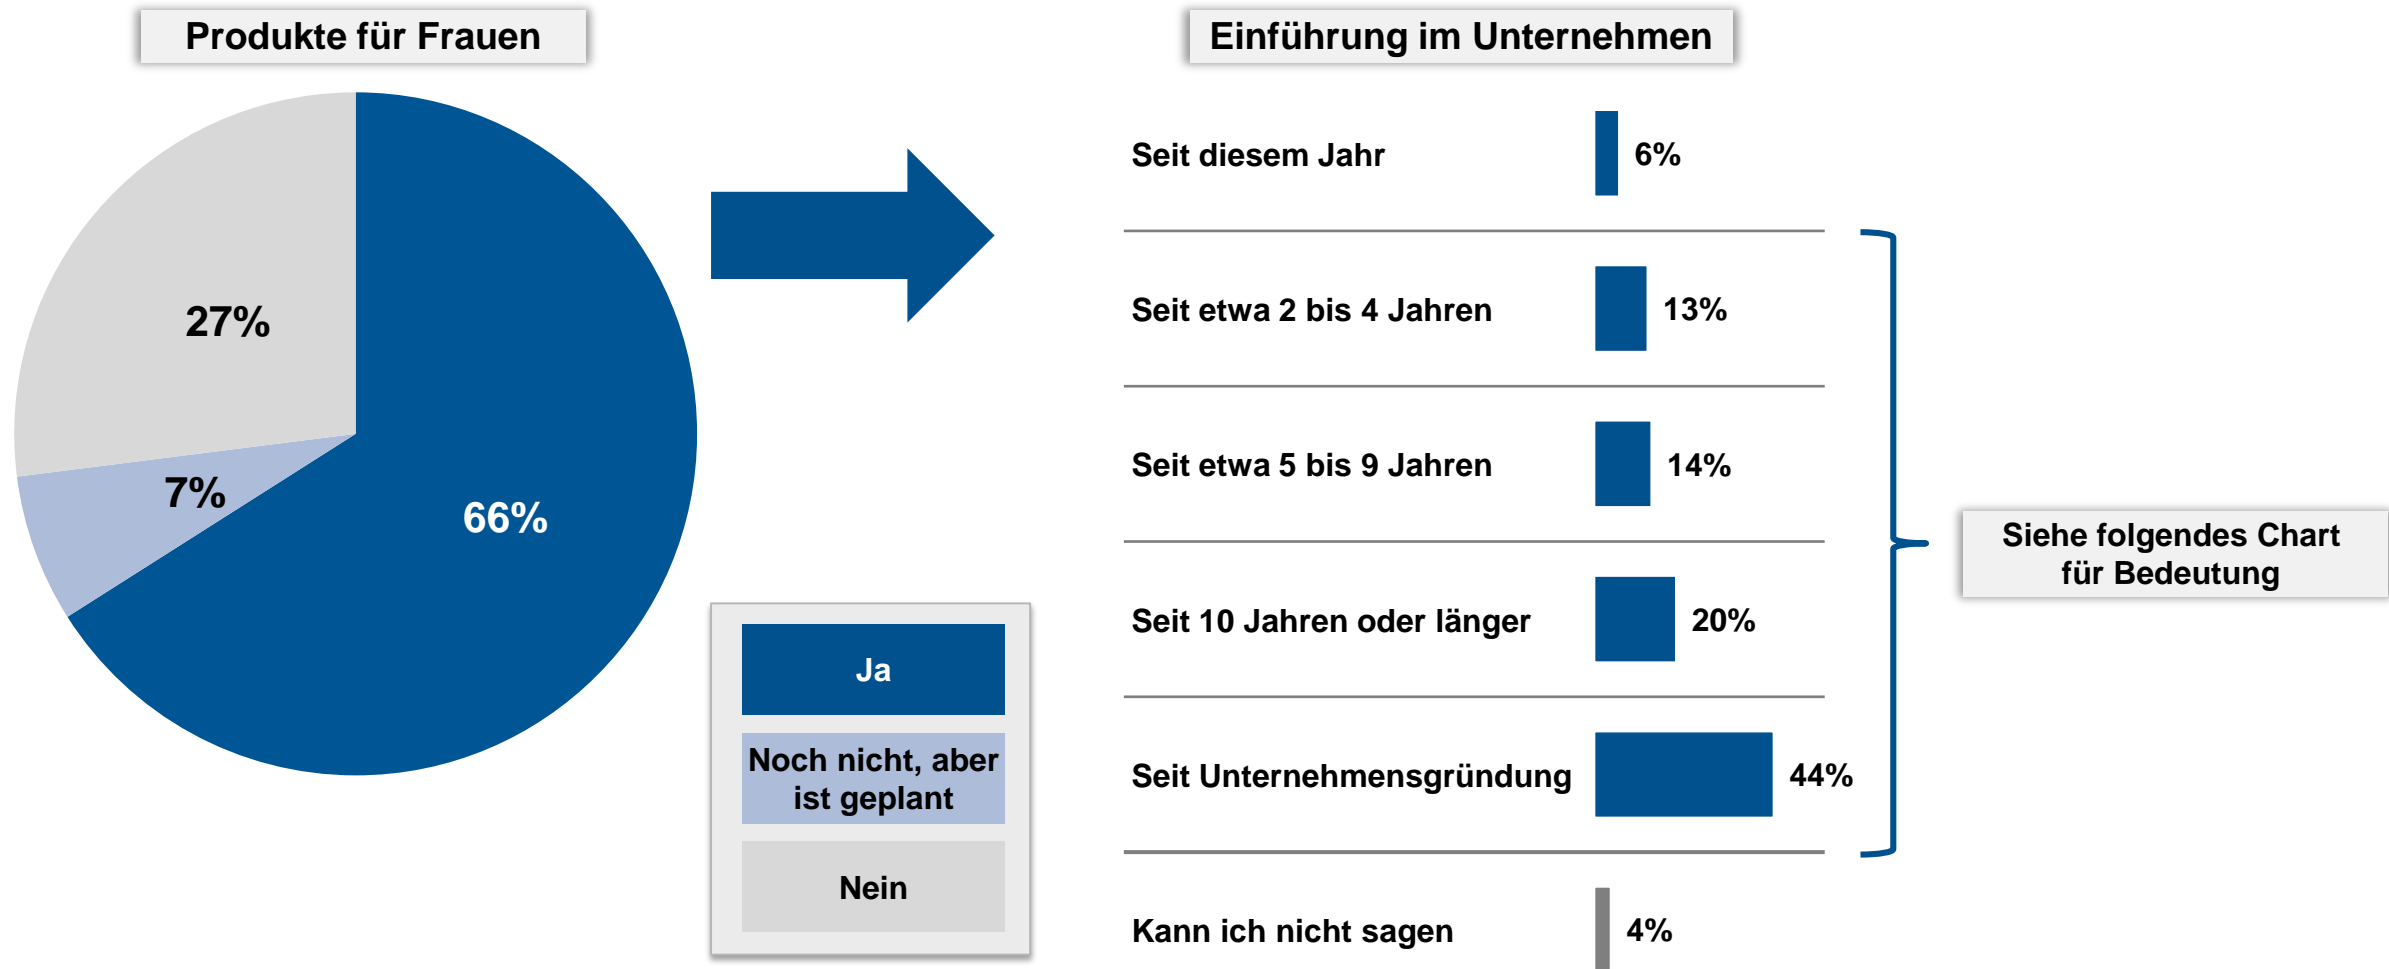 Produkte für Frauen
27%
7%
66%
Ja
Noch nicht, aber
ist geplant
Nein
Einführung im Unternehmen
Seit diesem Jahr 6%
Seit etwa 2 bis 4 Jahren 13%
Seit etwa 5 bis 9 Jahren 14%
Seit 10 Jahren oder länger 20%
Seit Unternehmensgründung 44%
Kann ich nicht sagen 4%
Siehe folgendes Chart
für Bedeutung